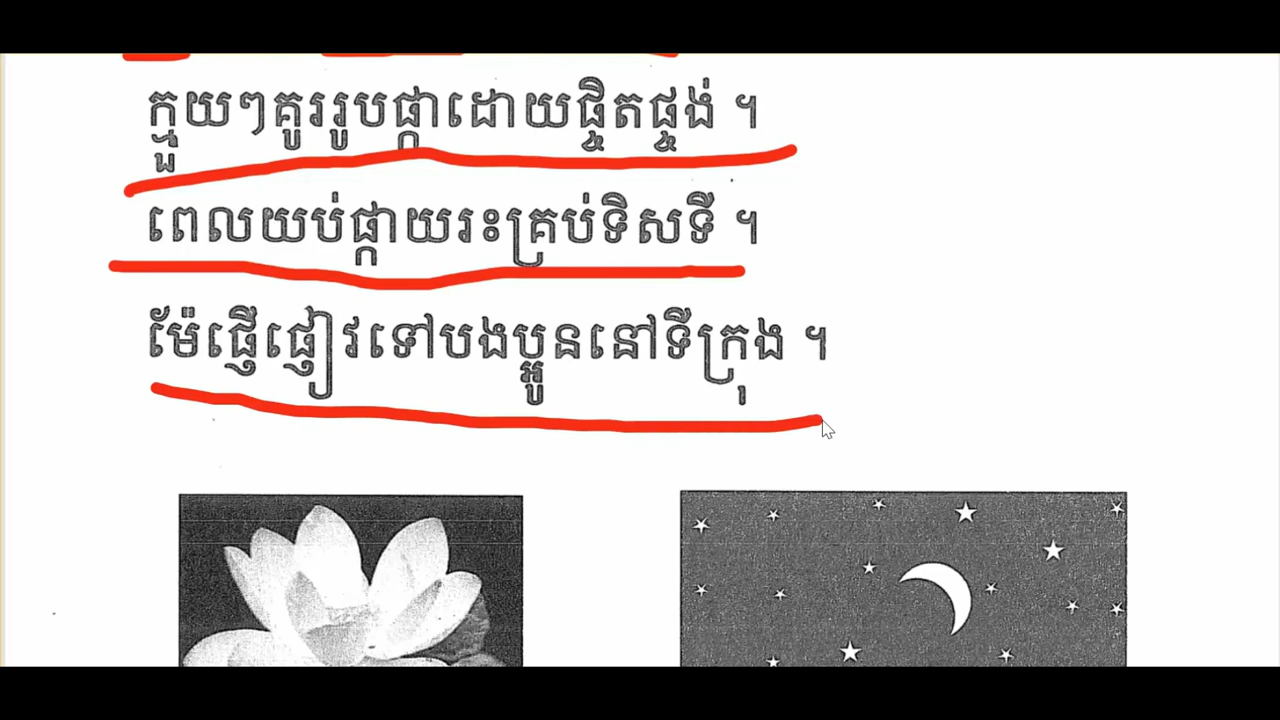 ក្មួយៗគូររូបផ្កាដោយផ្ចិតផ្ចង់ ។
ពេលយប់ផ្កាយរះគ្រប់ទិសទី ។
ម៉ែផ្ញើផ្ញៀវទៅបងប្អូននៅទីក្រុង ។